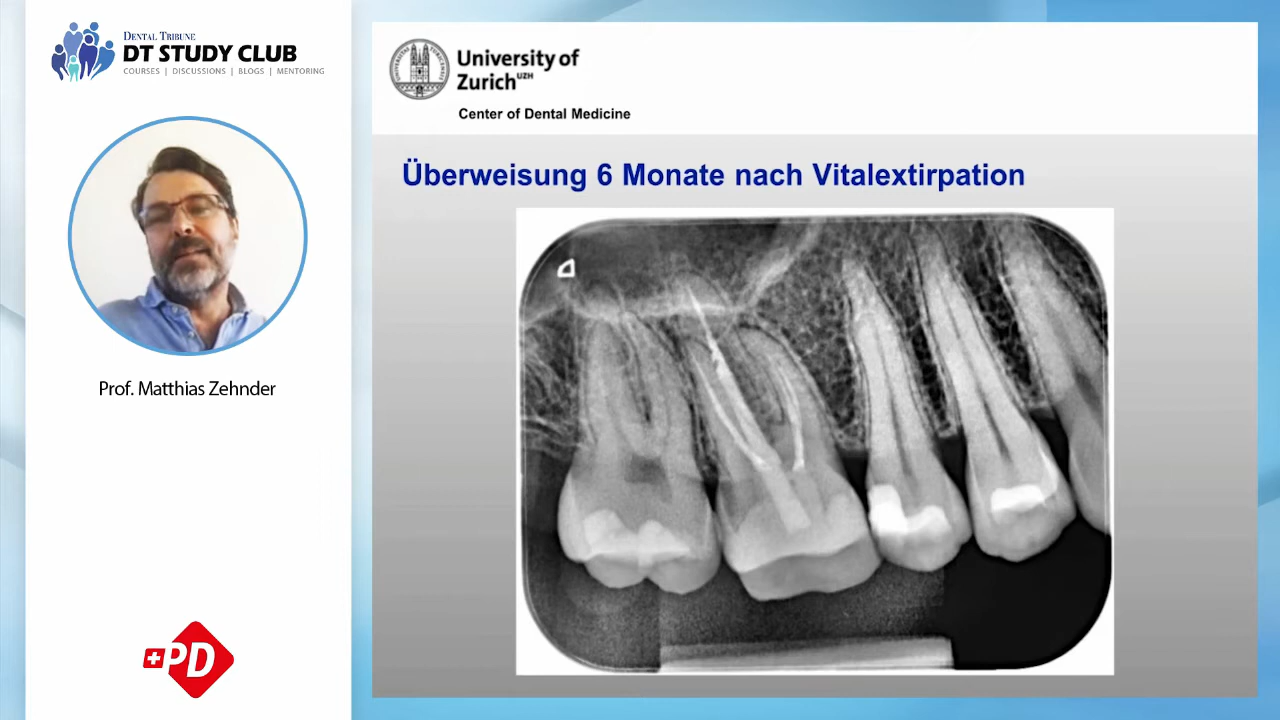 DENTAL TRIBUNE
DT STUDY CLUB
COURSES | DISCUSSIONS | BLOGS | MENTORING
Prof. Matthias Zehnder
PD
University of
Zurich UZH
Center of Dental Medicine
Überweisung 6 Monate nach Vitalextirpation